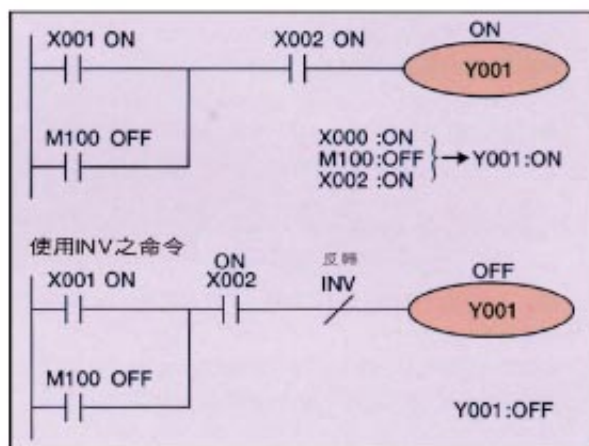 ON
X001 ON
X002 ON
Y001
M100 OFF
X000 :ON
M100:OFF
X002 :ON
Y001:ON
使用INV之命令
X001 ON
ON
X002
反轉
INV
OFF
Y001
M100 OFF
Y001:OFF